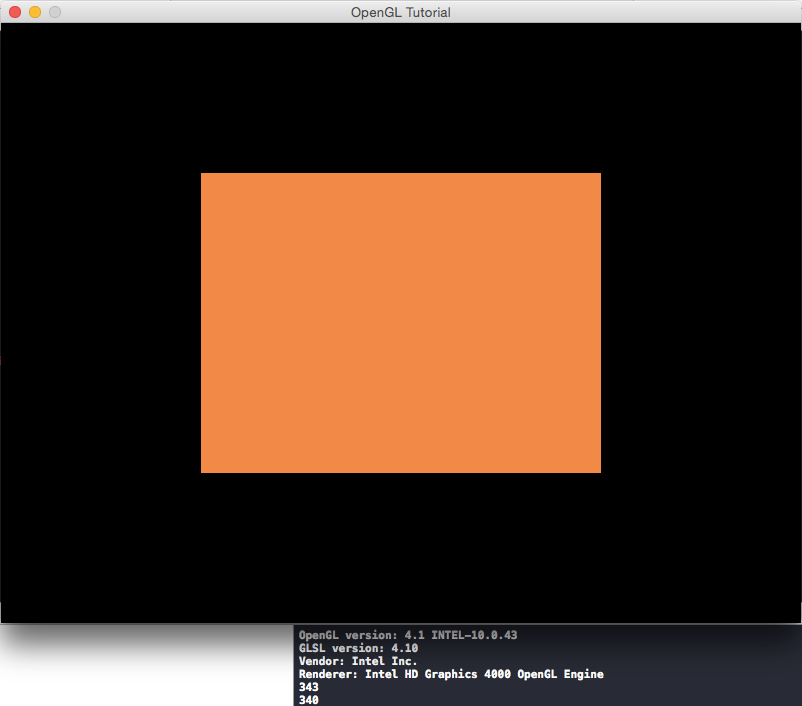 OpenGL Tutorial
OpenGL version: 4.1 INTEL-10.0.43
GLSL version: 4.10
Vendor: Intel Inc.
Renderer: Intel HD Graphics 4000 OpenGL Engine
343
340